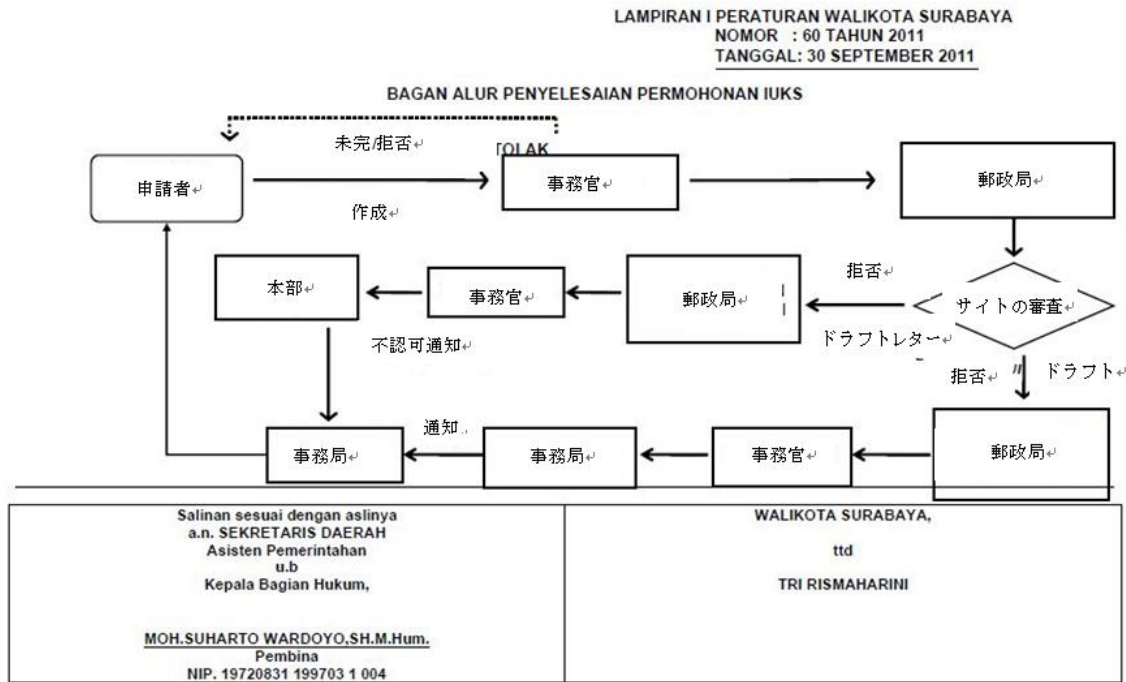 LAMPIRAN I PERATURAN WALIKOTA SURABAYA
NOMOR : 60 TAHUN 2011
TANGGAL: 30 SEPTEMBER 2011
BAGAN ALUR PENYELESAIAN PERMOHONAN IUKS
未完/拒否
TOLAK
申請者
事務官
郵政局
作成
本部
事務官
郵政局
拒否
サイトの審査
ドラフトレター
不認可通知
拒否
ドラフト
通知
事務局
事務局
事務官
郵政局
Salinan sesuai dengan aslinya
a.n. SEKRETARIS DAERAH
Asisten Pemerintahan
u.b
Kepala Bagian Hukum,
MOH.SUHARTO WARDOYO,SH.M.Hum.
Pembina
NIP. 19720831 199703 1 004
WALIKOTA SURABAYA,
ttd
TRI RISMAHARINI